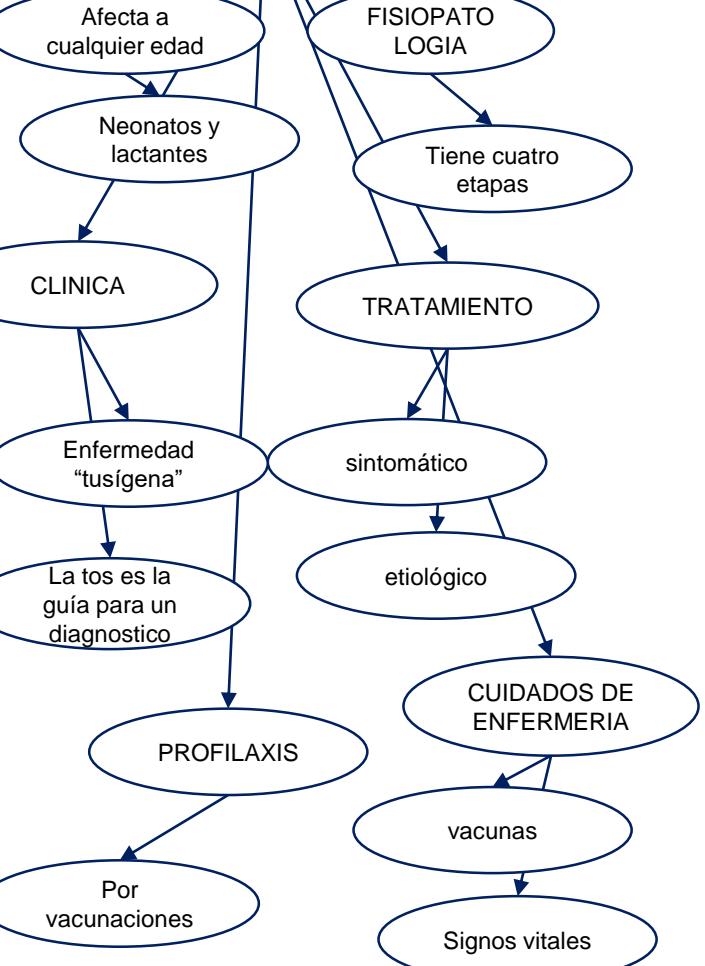 Afecta a
cualquier edad
FISIOPATO
LOGIA
Neonatos y
lactantes
Tiene cuatro
etapas
CLINICA
TRATAMIENTO
Enfermedad
“tusígena”
sintomático
La tos es la
guía para un
diagnostico
etiológico
CUIDADOS DE
ENFERMERIA
PROFILAXIS
vacunas
Por
vacunaciones
Signos vitales